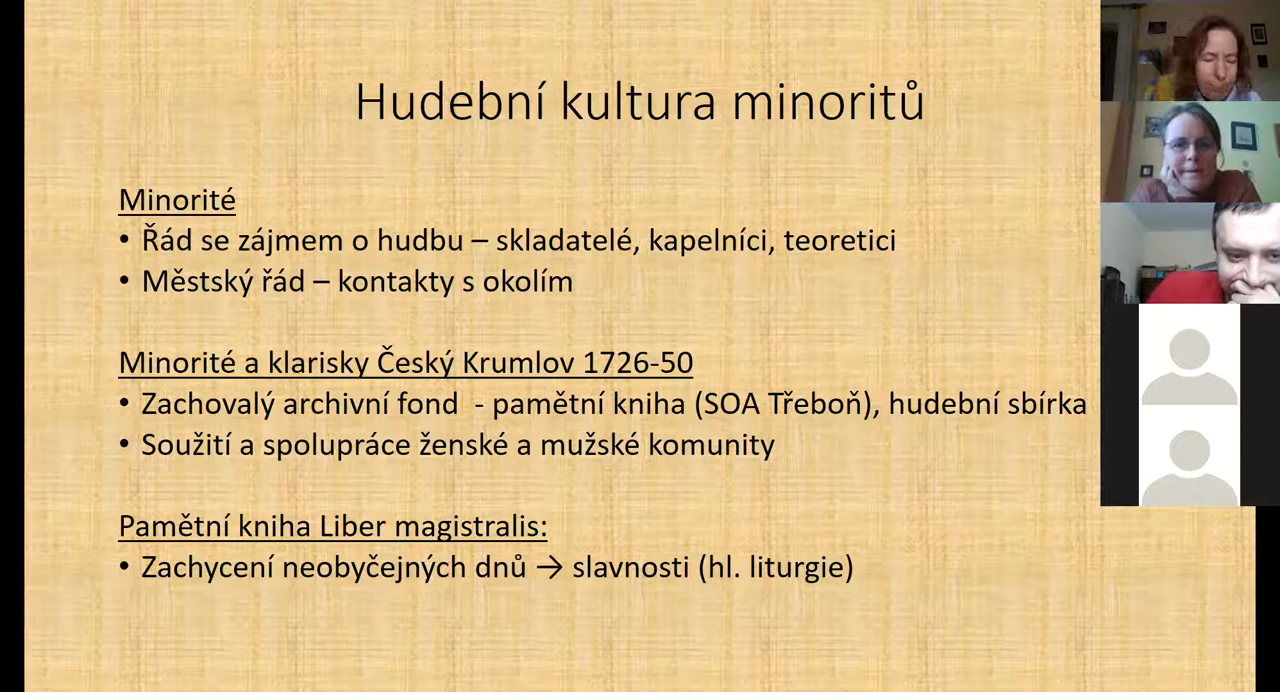 Hudební kultura minoritů
Minorité
• Řád se zájmem o hudbu – skladatelé, kapelníci, teoretici
• Městský řád – kontakty s okolím
Minorité a klarisky Český Krumlov 1726-50
• Zachovalý archivní fond - pamětní kniha (SOA Třeboň), hudební sbírka
• Soužití a spolupráce ženské a mužské komunity
Pamětní kniha Liber magistralis:
• Zachycení neobyčejných dnů → slavnosti (hl. liturgie)